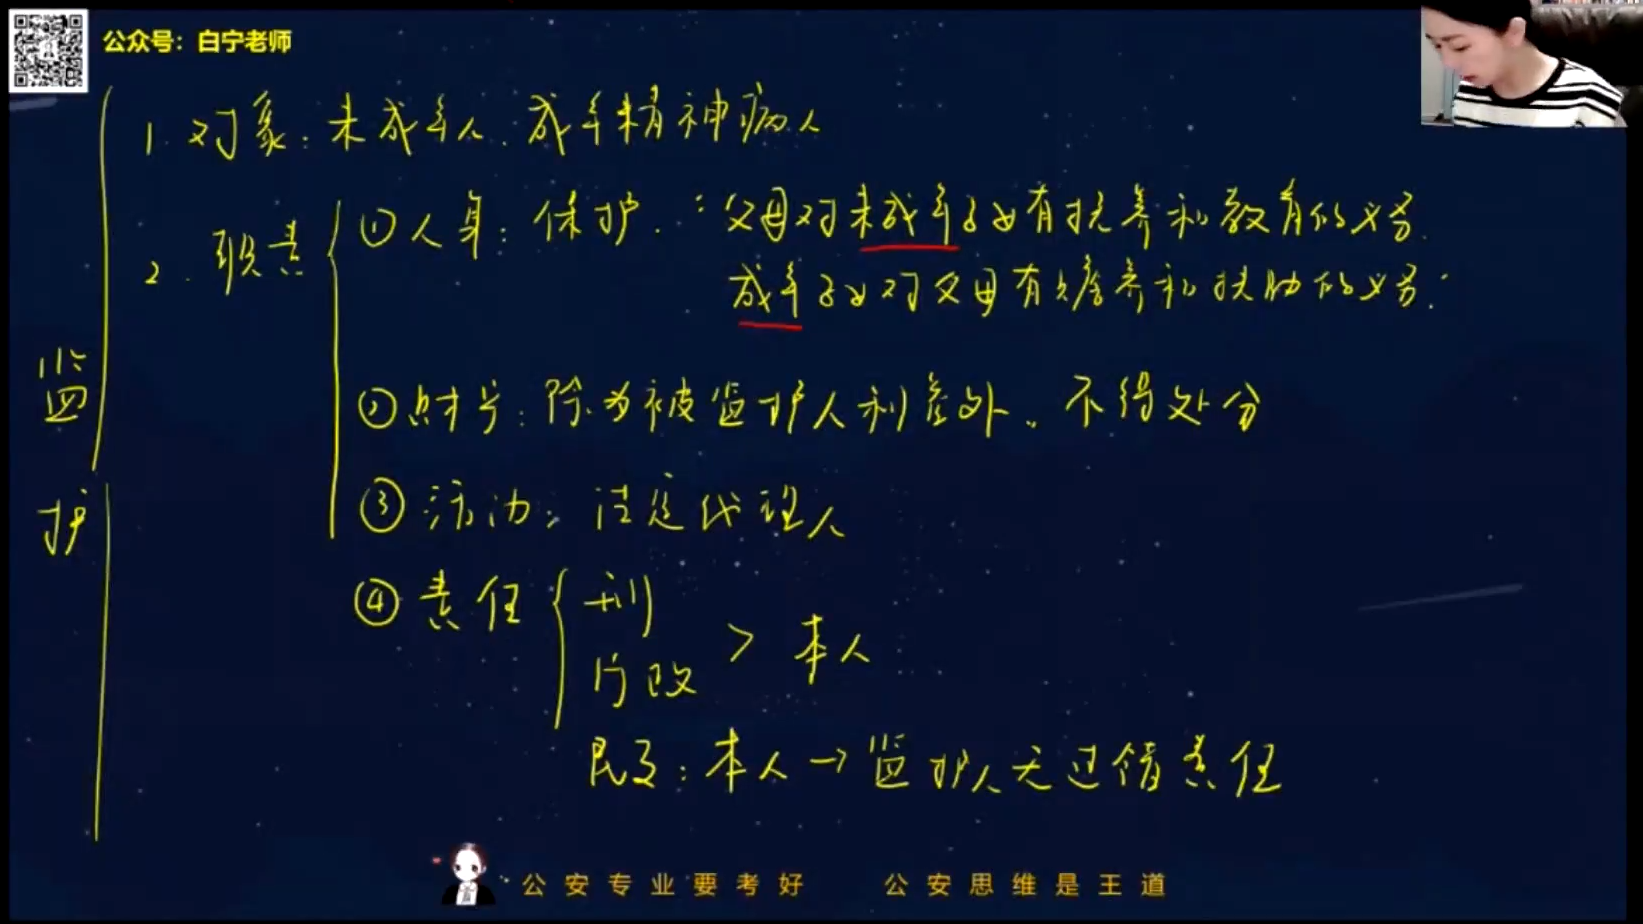 公众号：白宁老师
监护
1. 对象：未成年人、成年精神病人
2. 职责
①人身：保护.：父母对未成年子女有抚养和教育的义务.
成年子女对父母有赡养和扶助的义务.
②财产：除为被监护人利益外，不得处分
③活动：法定代理人
④责任
刑
行政
> 本人
民事：本人→监护人无过错责任
公安专业要考好 公安思维是王道